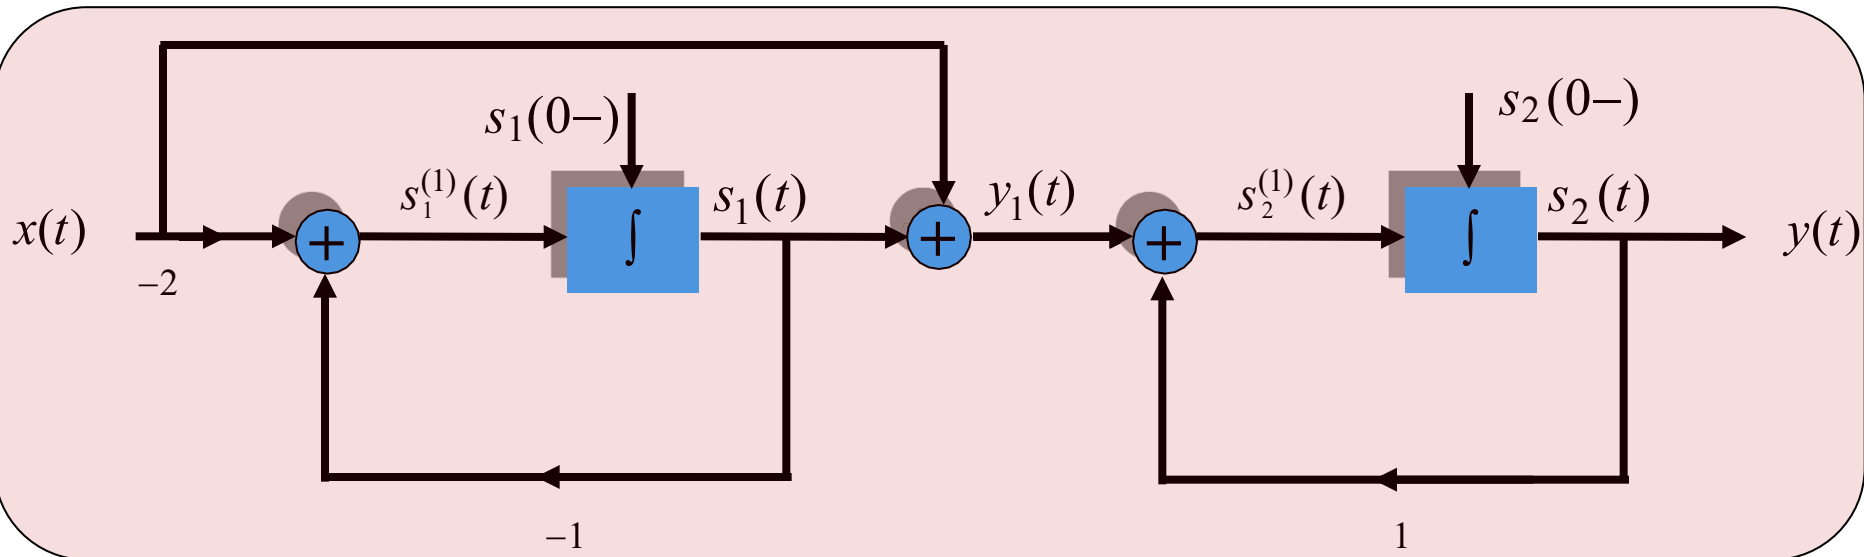 s₁(0−)
s₂(0−)
x(t)
−2
+
s₁⁽¹⁾(t)
∫
s₁(t)
+
y₁(t)
+
s₂⁽¹⁾(t)
∫
s₂(t)
y(t)
−1
1